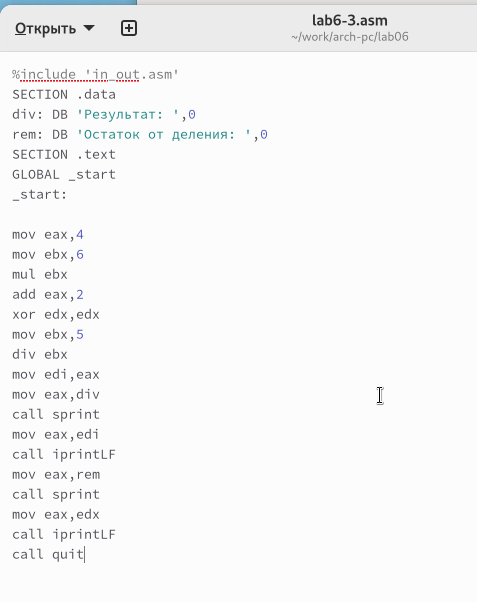 Открыть
lab6-3.asm
~/work/arch-pc/lab06
%include 'in_out.asm'
SECTION .data
div: DB 'Результат: ',0
rem: DB 'Остаток от деления: ',0
SECTION .text
GLOBAL _start
_start:
mov eax,4
mov ebx,6
mul ebx
add eax,2
xor edx,edx
mov ebx,5
div ebx
mov edi,eax
mov eax,div
call sprint
mov eax,edi
call iprintLF
mov eax,rem
call sprint
mov eax,edx
call iprintLF
call quit